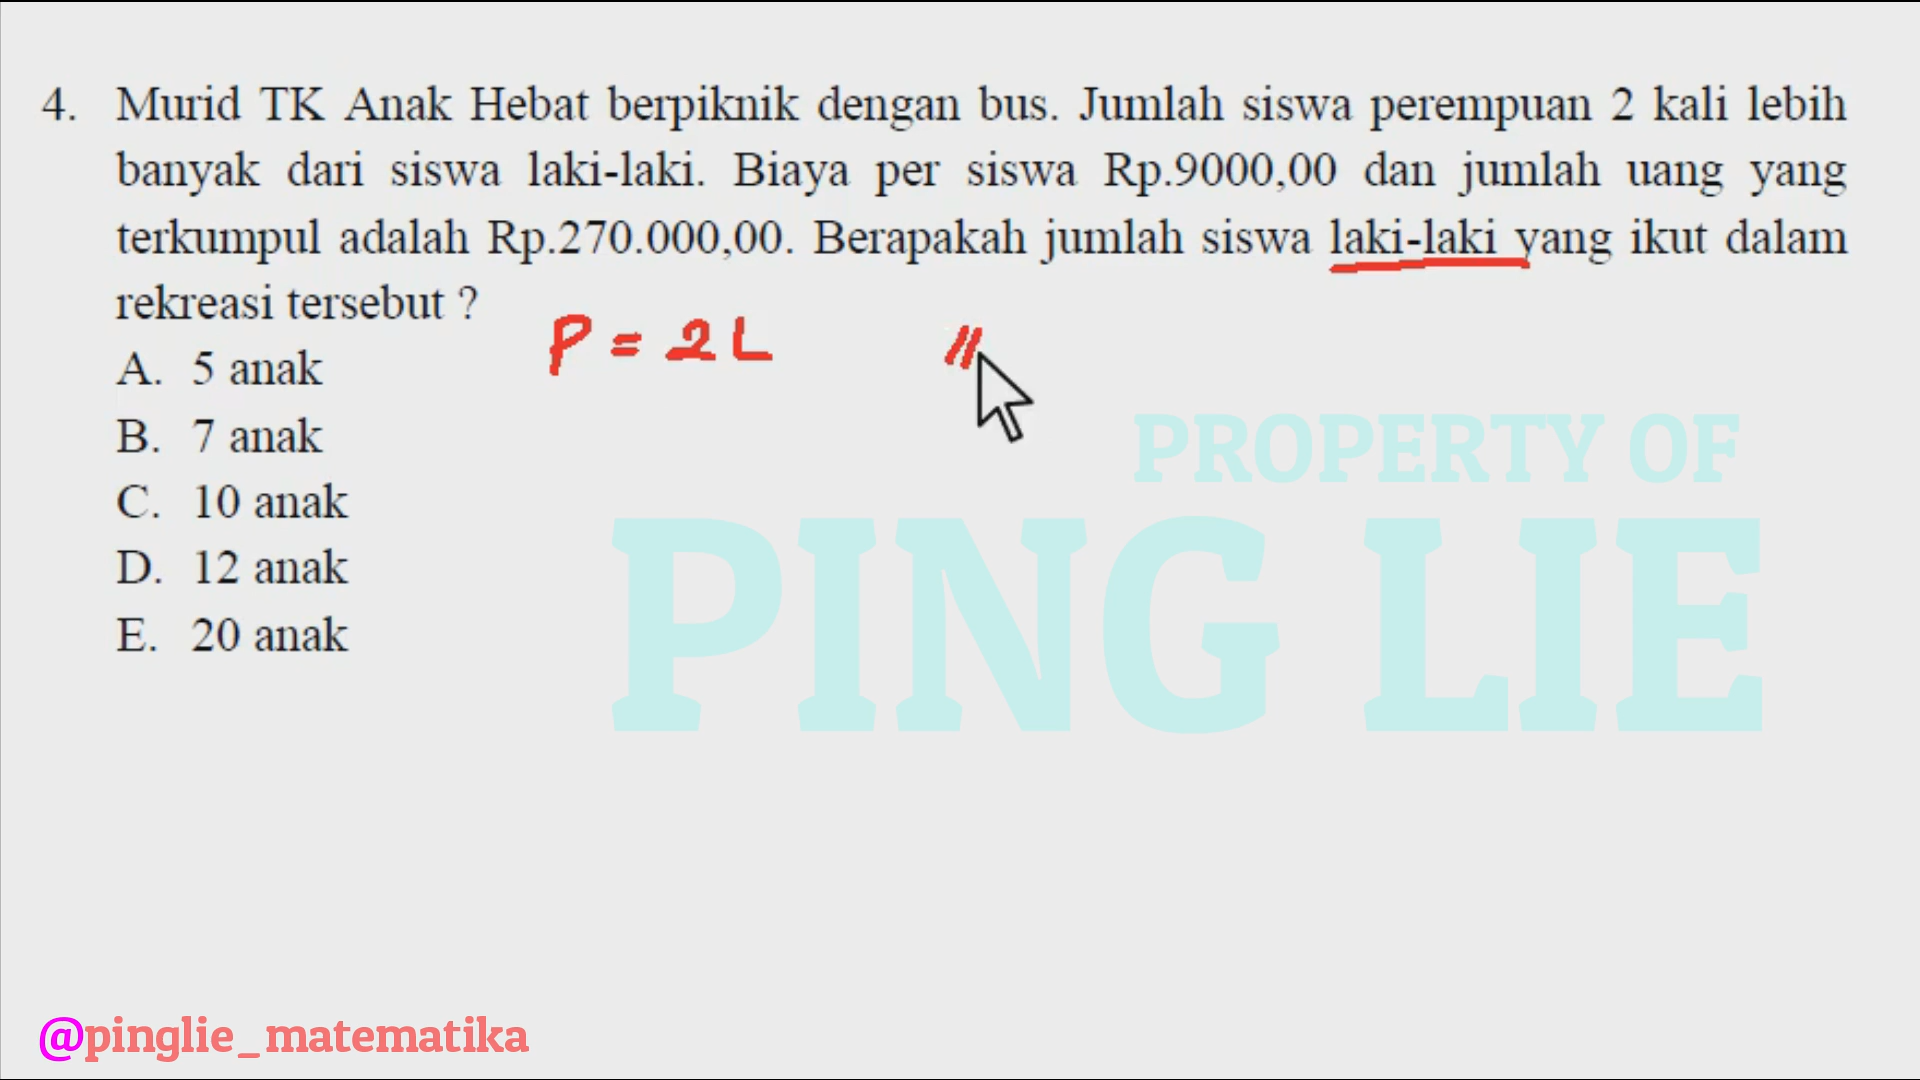 4. Murid TK Anak Hebat berpiknik dengan bus. Jumlah siswa perempuan 2 kali lebih
banyak dari siswa laki-laki. Biaya per siswa Rp.9000,00 dan jumlah uang yang
terkumpul adalah Rp.270.000,00. Berapakah jumlah siswa laki-laki yang ikut dalam
rekreasi tersebut ?
P = 2 L
A. 5 anak
B. 7 anak
C. 10 anak
D. 12 anak
E. 20 anak
PROPERTY OF
PING LIE
@pinglie_matematika